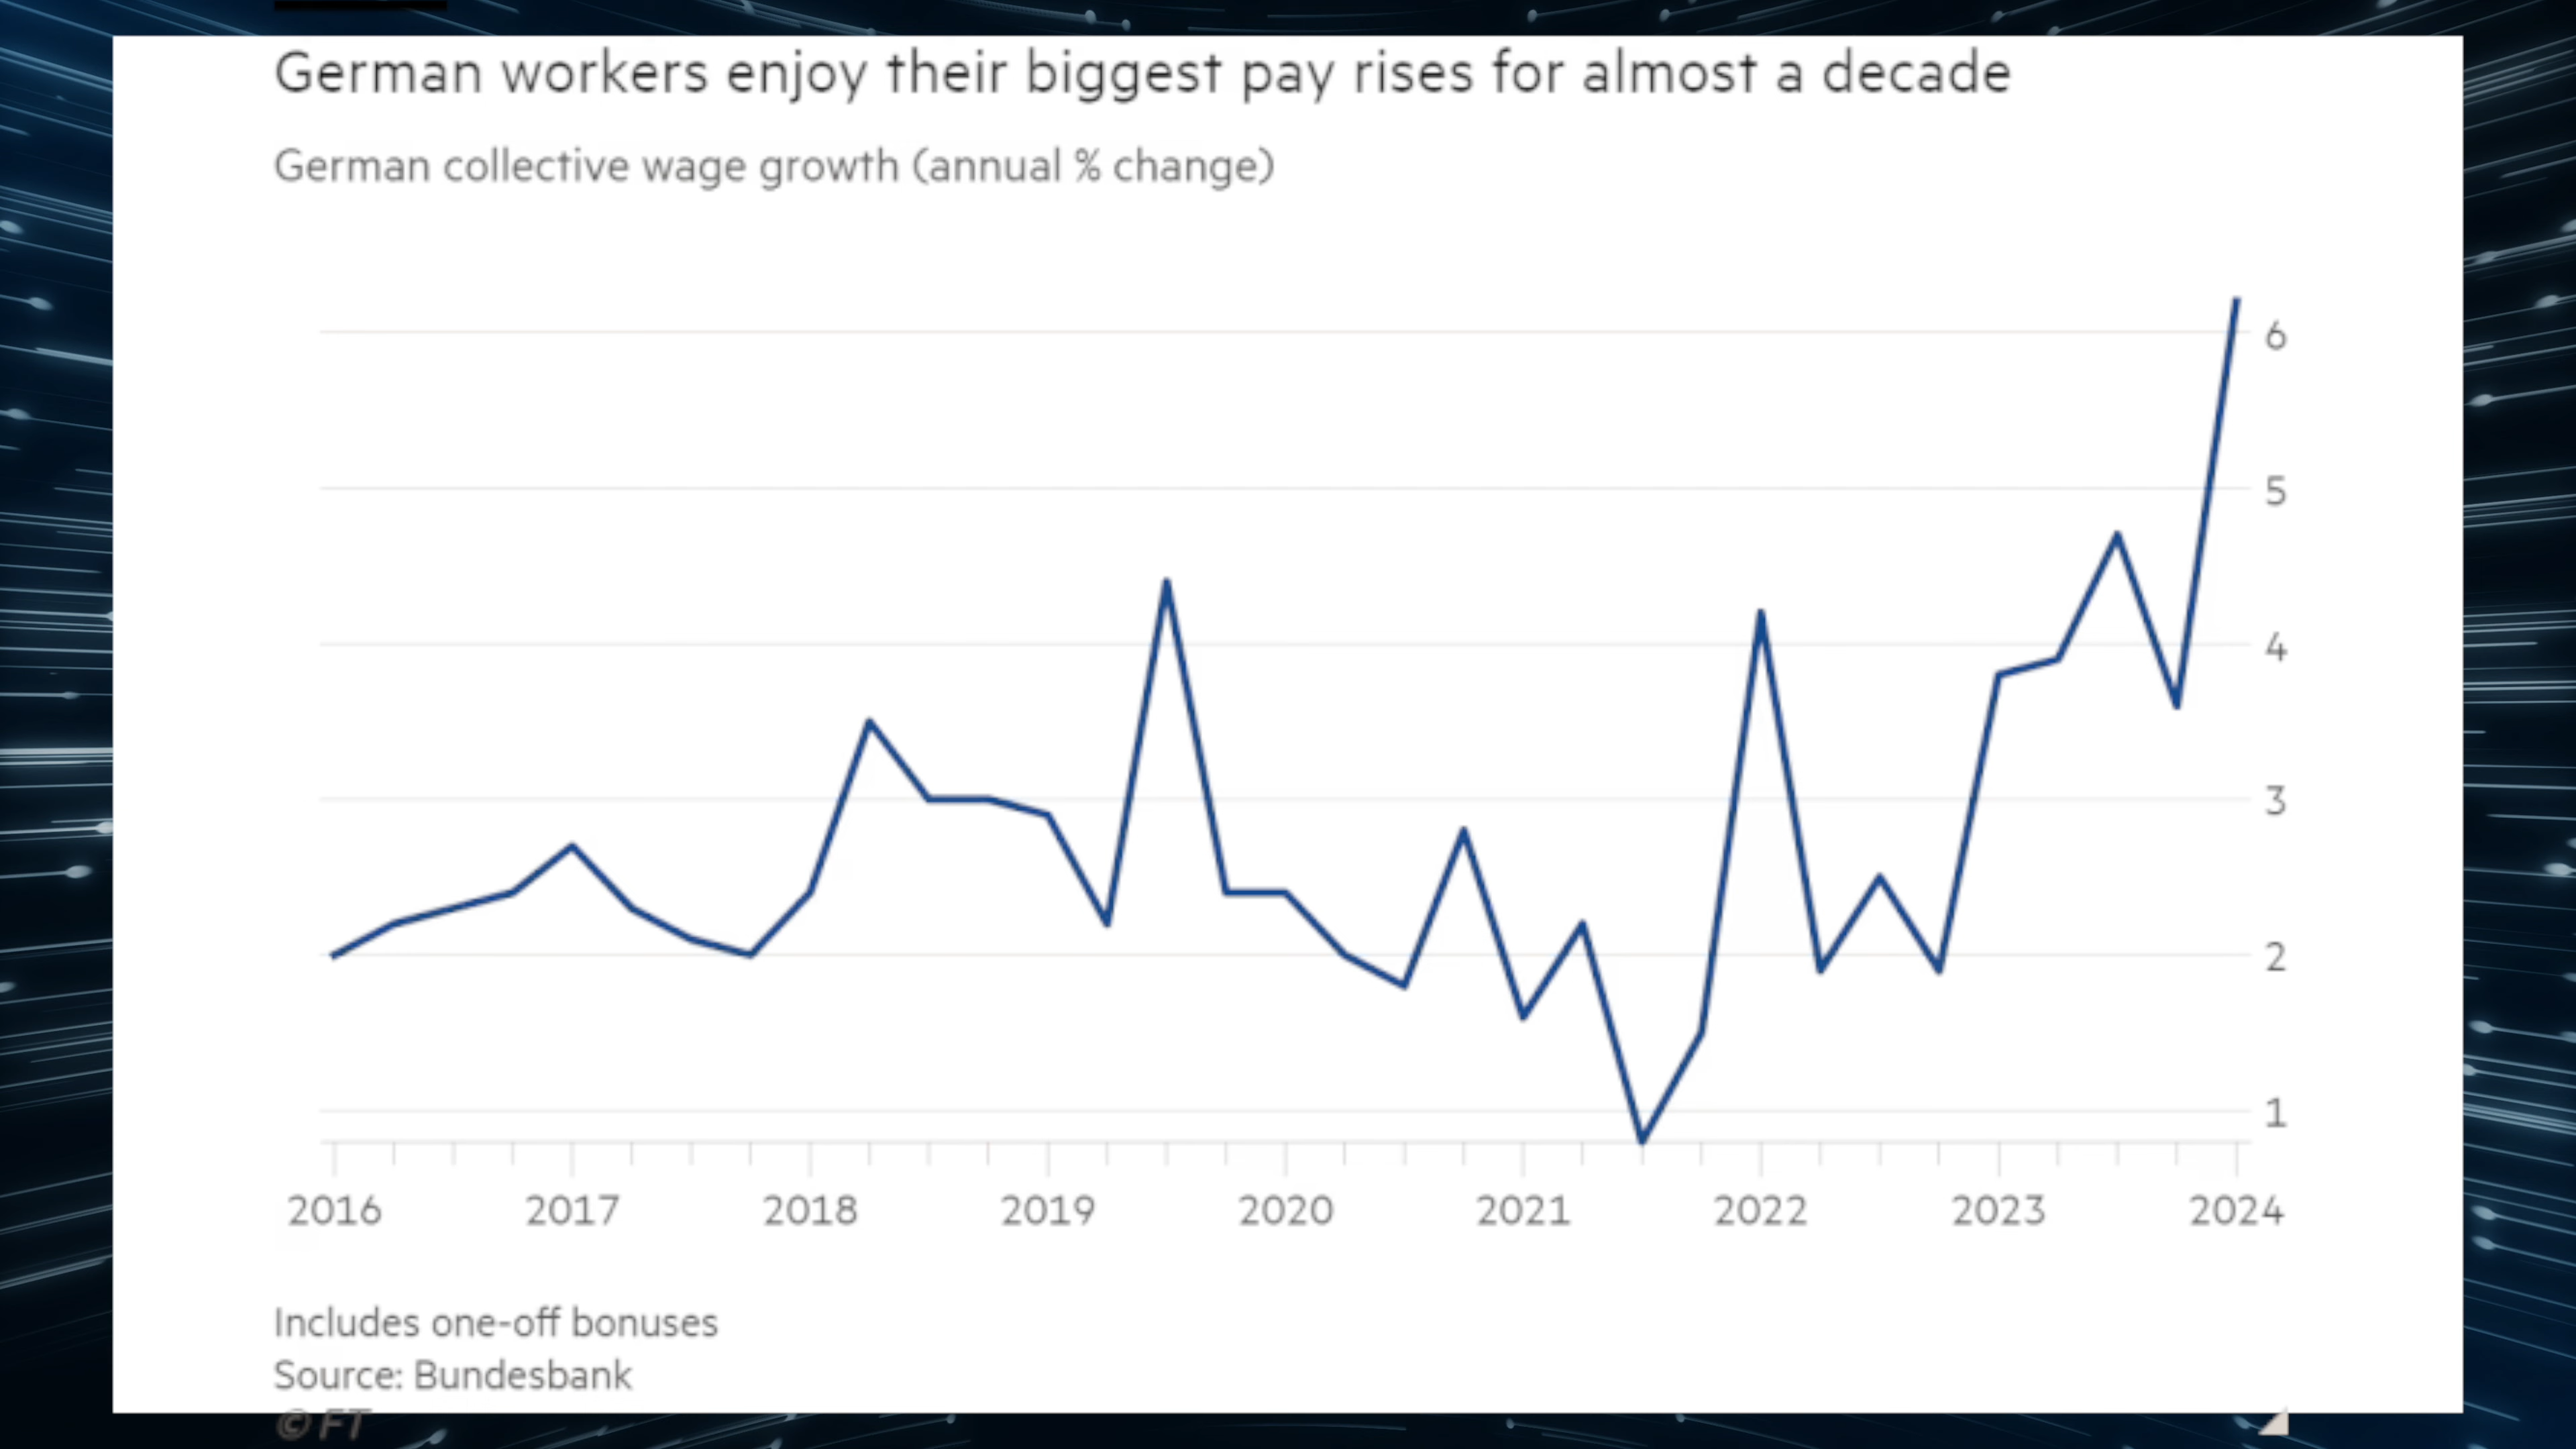 German workers enjoy their biggest pay rises for almost a decade
German collective wage growth (annual % change)
6
5
4
3
2
1
2016 2017 2018 2019 2020 2021 2022 2023 2024
Includes one-off bonuses
Source: Bundesbank
© FT